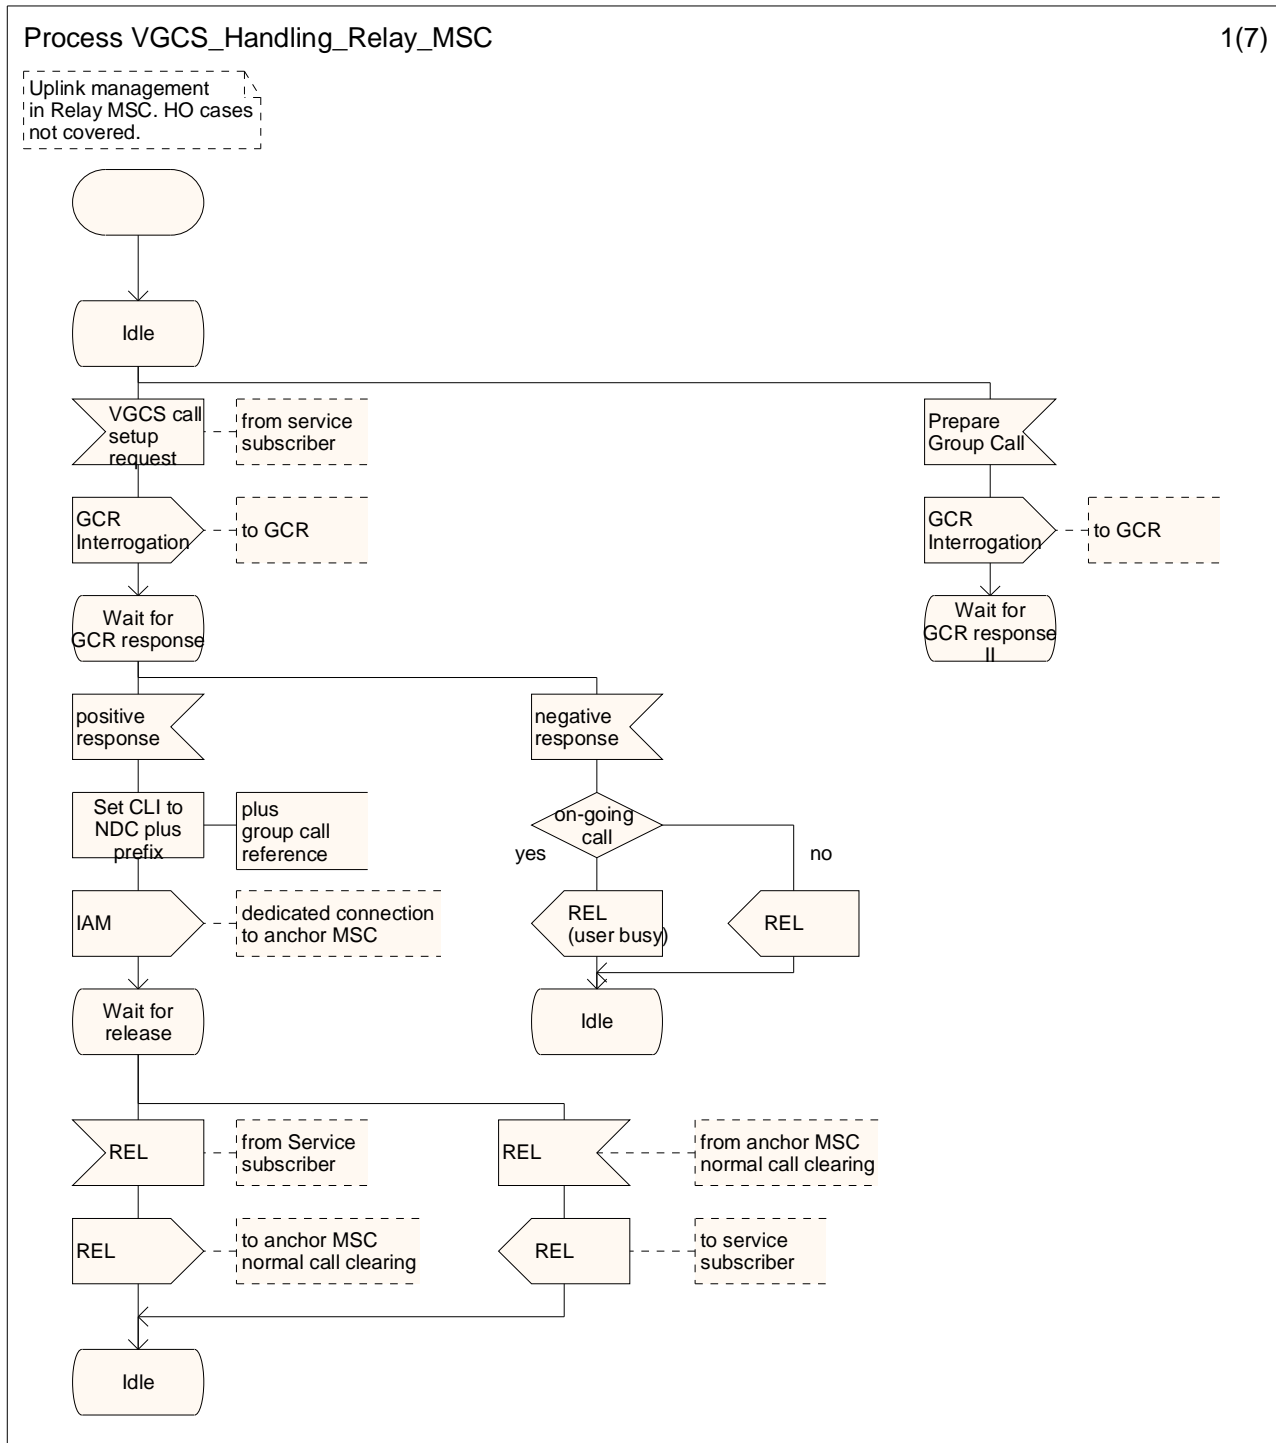 Process VGCS_Handling_Relay_MSC
1(7)
Uplink management
in Relay MSC. HO cases
not covered.
Idle
VGCS call
setup
request
from service
subscriber
Prepare
Group Call
GCR
Interrogation
to GCR
GCR
Interrogation
to GCR
Wait for
GCR response
Wait for
GCR response
II
positive
response
negative
response
Set CLI to
NDC plus
prefix
plus
group call
reference
on-going
call
yes
no
IAM
dedicated connection
to anchor MSC
REL
(user busy)
REL
Wait for
release
Idle
REL
from Service
subscriber
REL
from anchor MSC
normal call clearing
REL
to anchor MSC
normal call clearing
REL
to service
subscriber
Idle